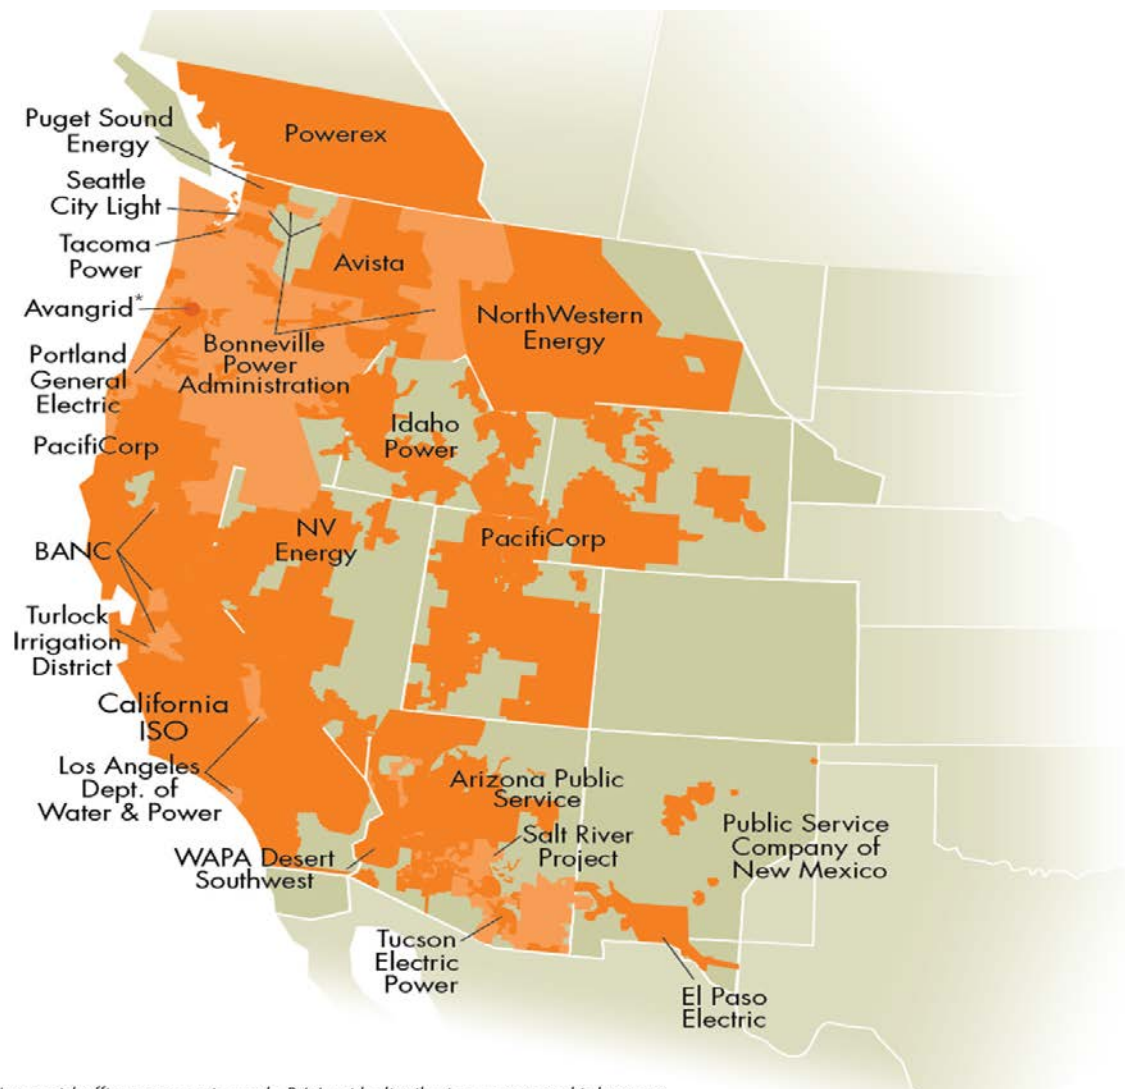 Puget Sound
Energy
Powerex
Seattle
City Light
Tacoma
Power
Avista
Avangrid*
NorthWestern
Energy
Portland
General
Electric
Bonneville
Power
Administration
PacifiCorp
Idaho
Power
BANC
NV
Energy
PacifiCorp
Turlock
Irrigation
District
California
ISO
Los Angeles
Dept. of
Water & Power
Arizona Public
Service
Salt River
Project
Public Service
Company of
New Mexico
WAPA Desert
Southwest
Tucson
Electric
Power
El Paso
Electric